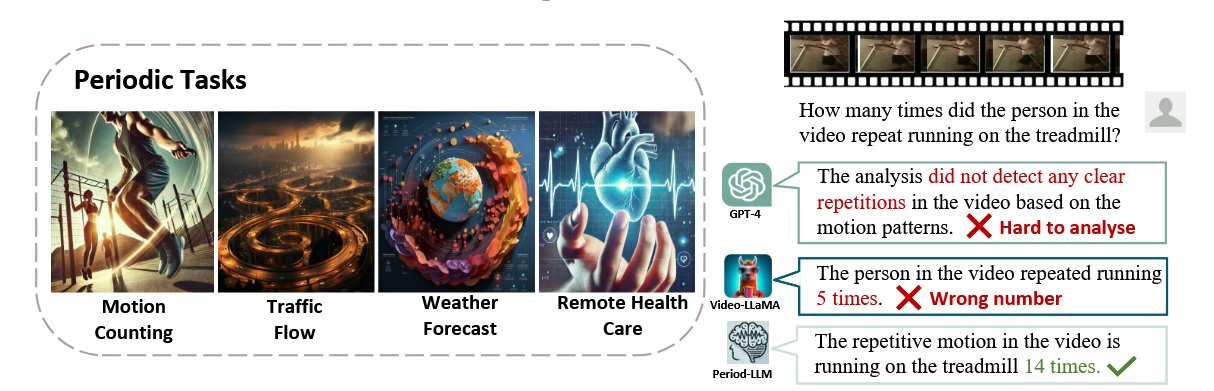 Periodic Tasks
Motion
Counting
Traffic
Flow
Weather
Forecast
Remote Health
Care
How many times did the person in the
video repeat running on the treadmill?
GPT-4
The analysis did not detect any clear
repetitions in the video based on the
motion patterns. Hard to analyse
Video-LLaMA
The person in the video repeated running
5 times. Wrong number
Period-LLM
The repetitive motion in the video is
running on the treadmill 14 times.